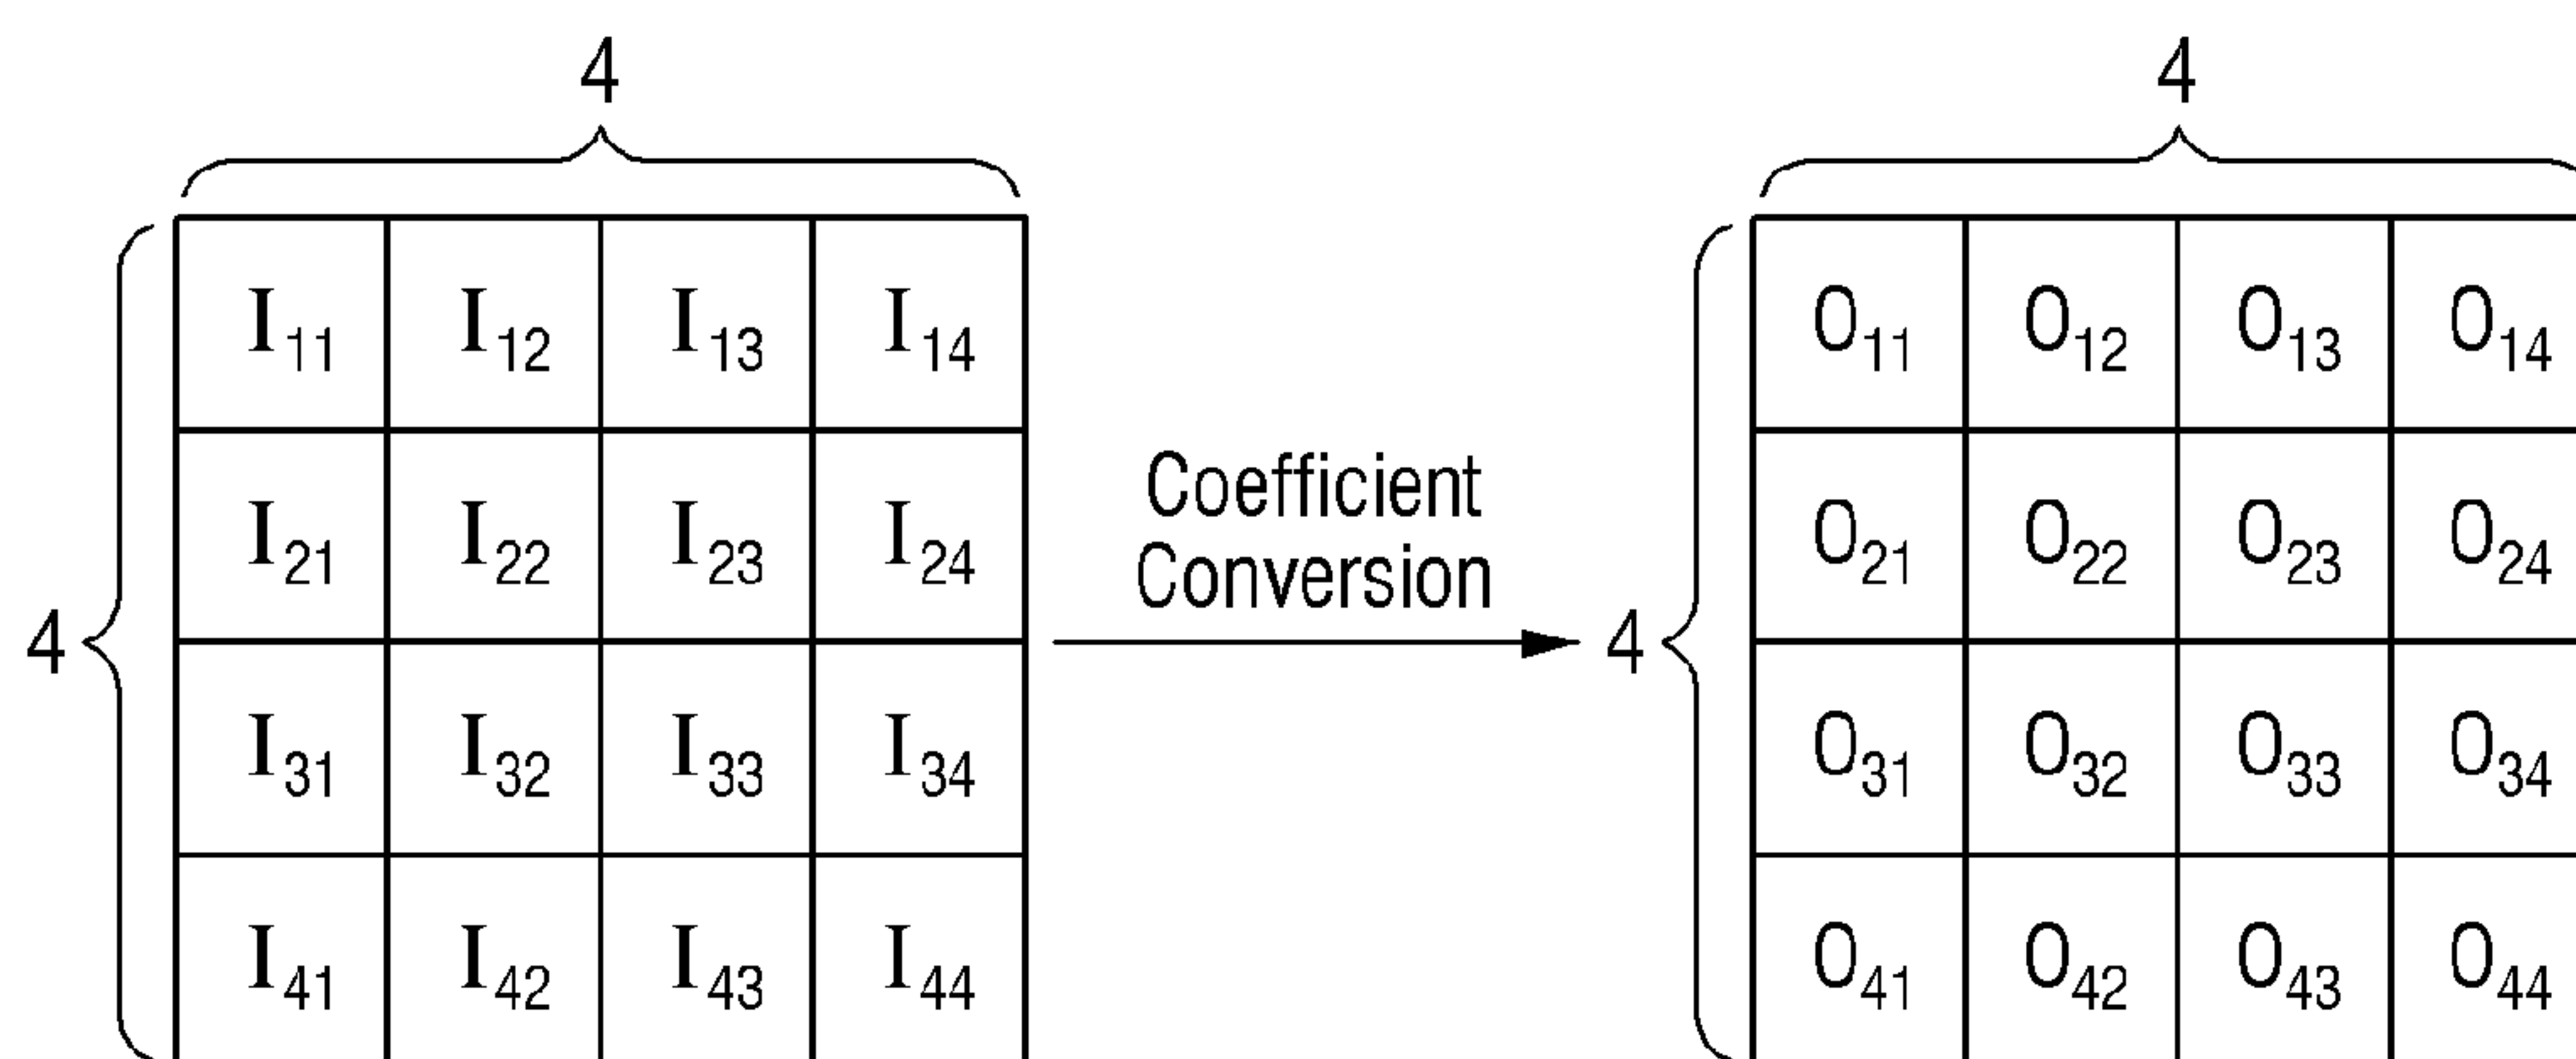 4 4
I11 I12 I13 I14 O11 O12 O13 O14
Coefficient
I21 I22 I23 I24 O21 O22 O23 O24
Conversion
4 4
I31 I32 I33 I34 O31 O32 O33 O34
I41 I42 I43 I44 O41 O42 O43 O44